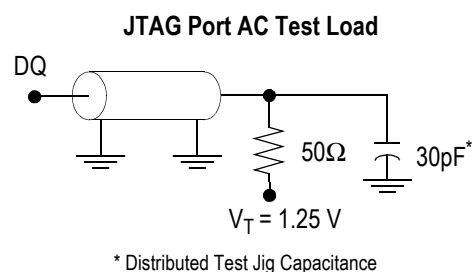 JTAG Port AC Test Load
DQ
50Ω
30pF*
V_T = 1.25 V
* Distributed Test Jig Capacitance